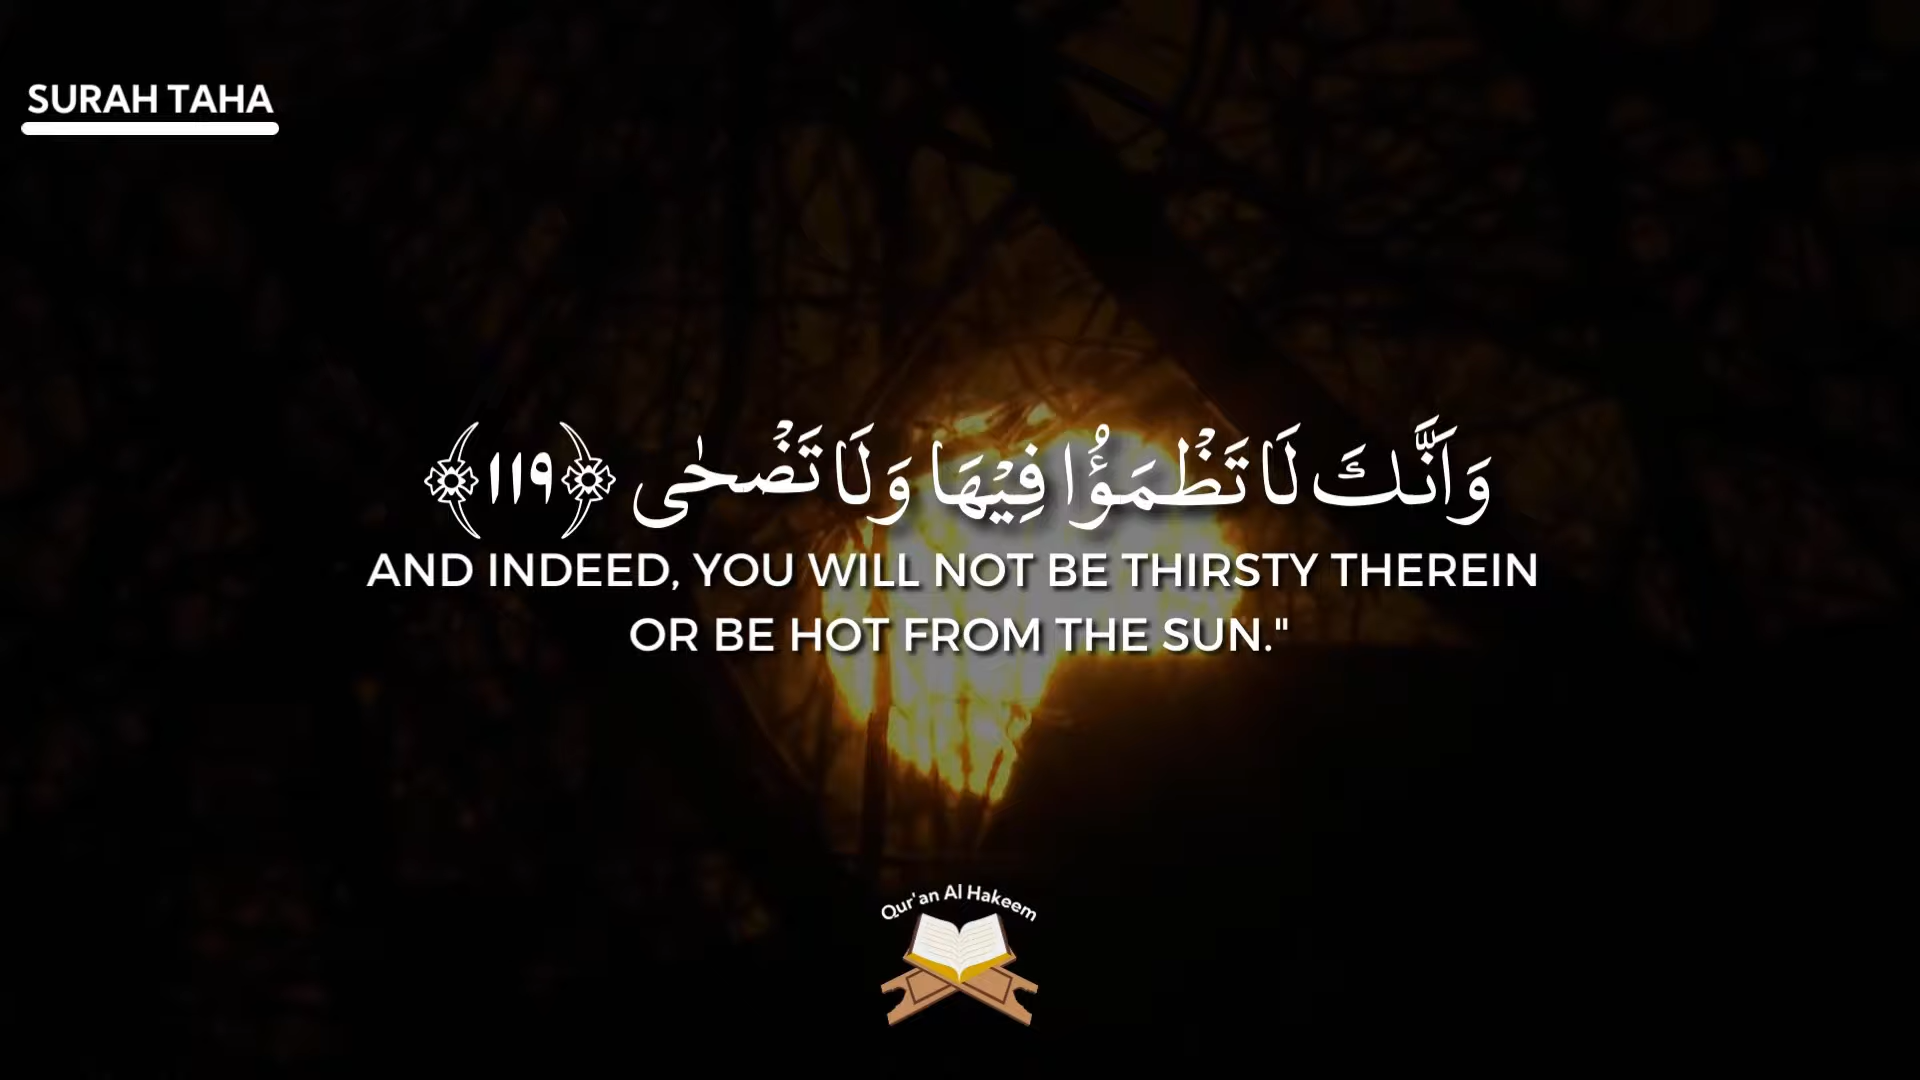 SURAH TAHA
وَاَنَّكَ لَا تَظْمَؤُا فِيْهَا وَلَا تَضْحٰى ﴿١١٩﴾
AND INDEED, YOU WILL NOT BE THIRSTY THEREIN
OR BE HOT FROM THE SUN."
Qur'an Al Hakeem